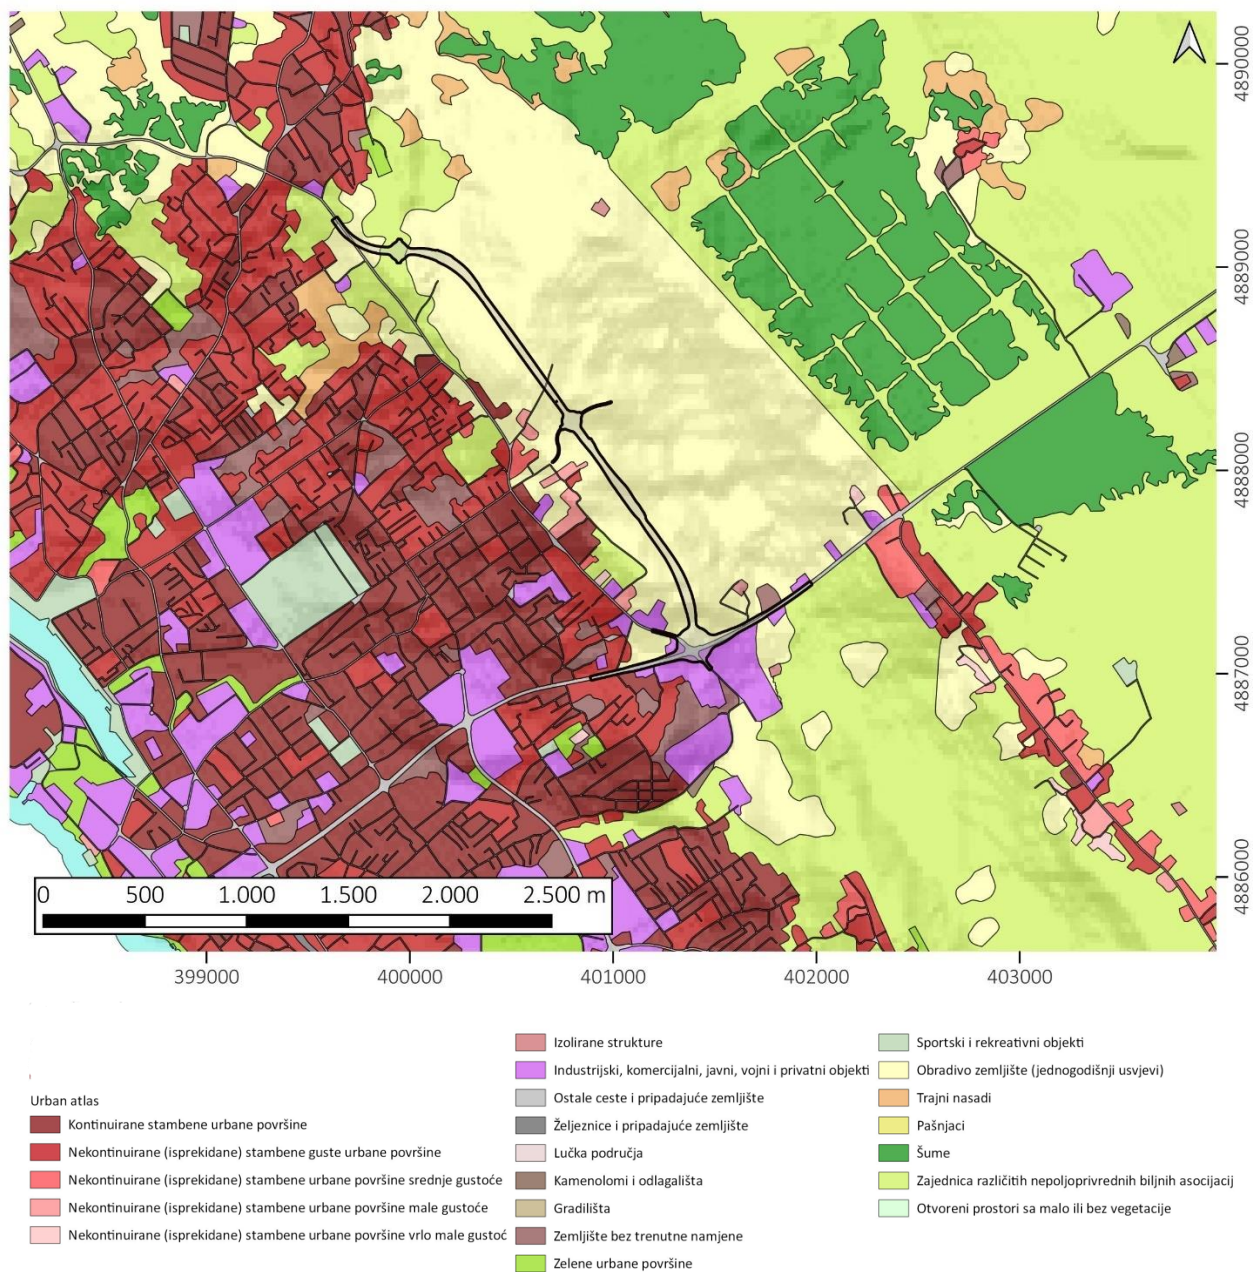 4890000
4889000
4888000
4887000
4886000
0 500 1.000 1.500 2.000 2.500 m
399000 400000 401000 402000 403000
Urban atlas
Kontinuirane stambene urbane površine
Nekontinuirane (isprekidane) stambene guste urbane površine
Nekontinuirane (isprekidane) stambene urbane površine srednje gustoće
Nekontinuirane (isprekidane) stambene urbane površine male gustoće
Nekontinuirane (isprekidane) stambene urbane površine vrlo male gustoć
Izolirane strukture
Industrijski, komercijalni, javni, vojni i privatni objekti
Ostale ceste i pripadajuće zemljište
Željeznice i pripadajuće zemljište
Lučka područja
Kamenolomi i odlagališta
Gradilišta
Zemljište bez trenutne namjene
Zelene urbane površine
Sportski i rekreativni objekti
Obradivo zemljište (jednogodišnji usvjevi)
Trajni nasadi
Pašnjaci
Šume
Zajednica različitih nepoljoprivrednih biljnih asocijacij
Otvoreni prostori sa malo ili bez vegetacije